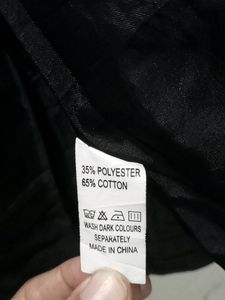 35% POLYESTER
65% COTTON
WASH DARK COLOURS
SEPARATELY
MADE IN CHINA